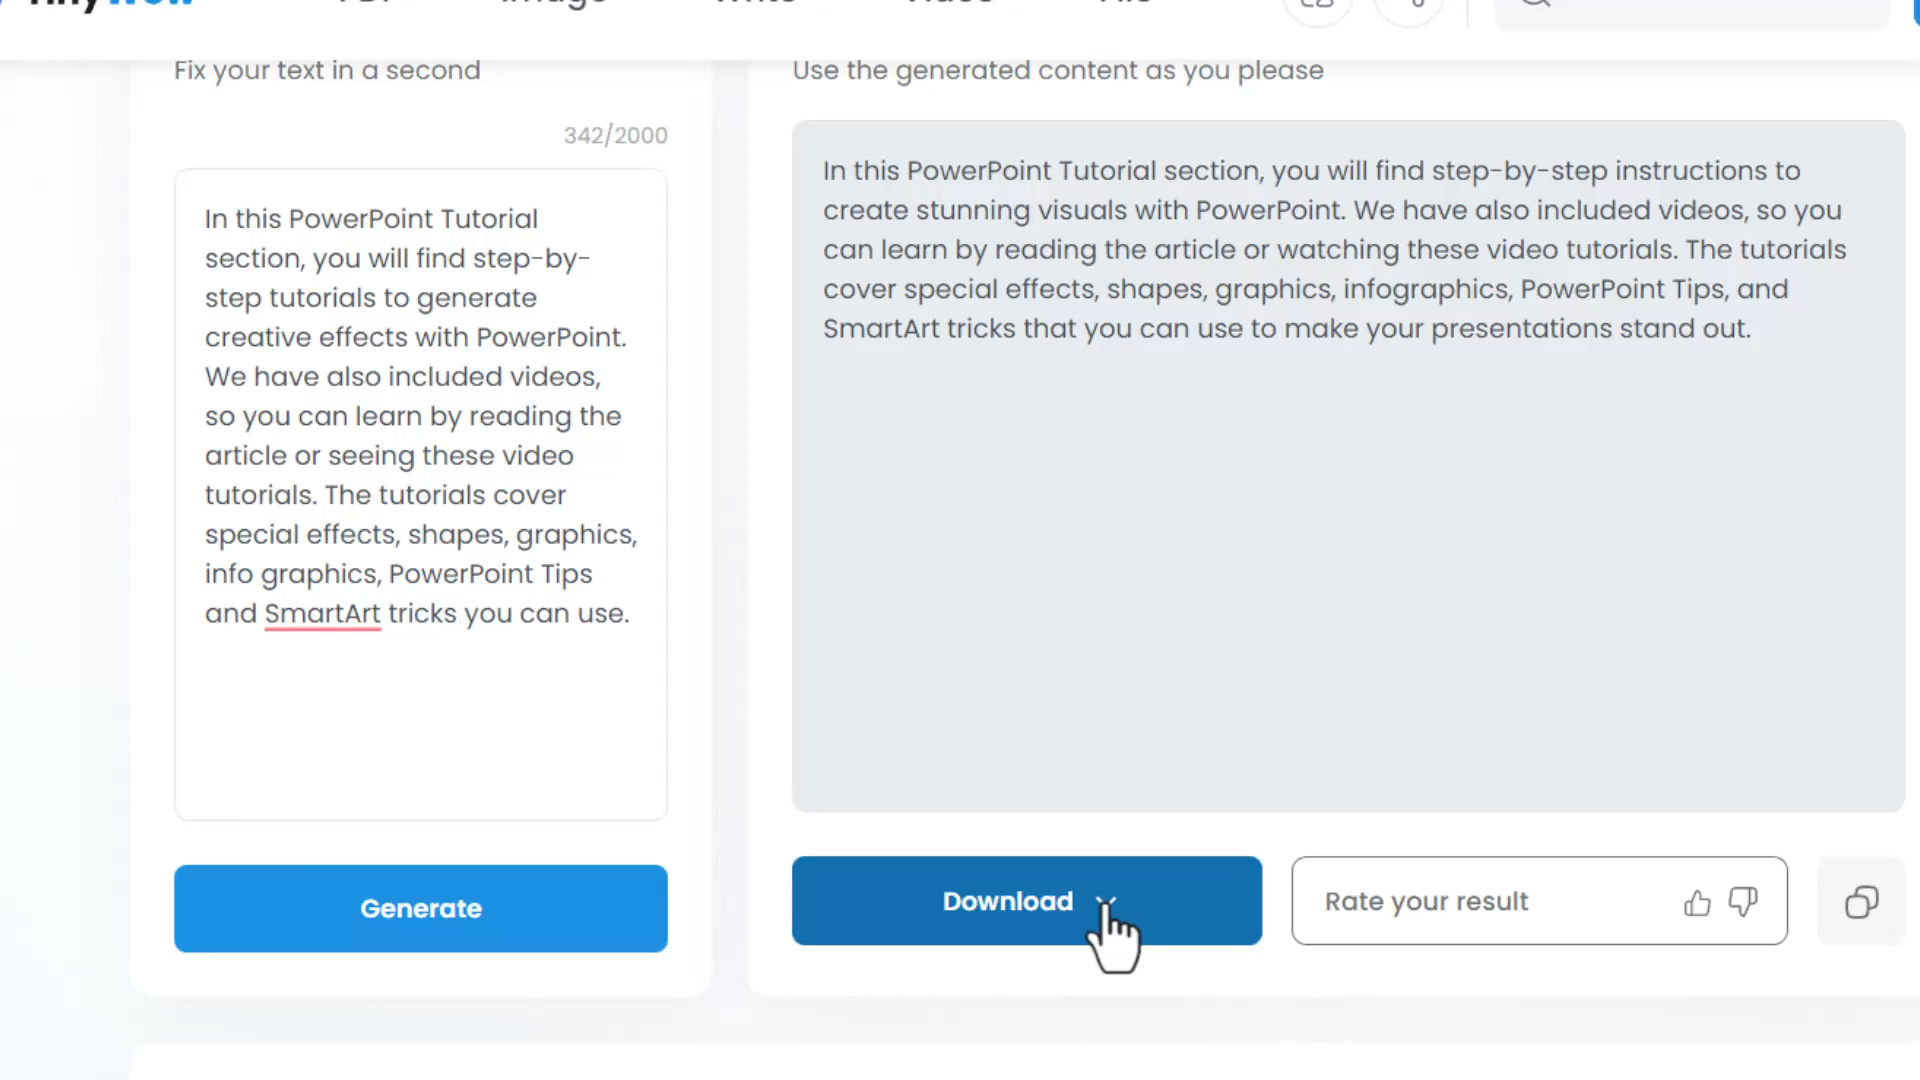 TinyWow
PDF
Image
Write
Video
File
Fix your text in a second
342/2000
In this PowerPoint Tutorial
section, you will find step-by-
step tutorials to generate
creative effects with PowerPoint.
We have also included videos,
so you can learn by reading the
article or seeing these video
tutorials. The tutorials cover
special effects, shapes, graphics,
info graphics, PowerPoint Tips
and SmartArt tricks you can use.
Generate
Use the generated content as you please
In this PowerPoint Tutorial section, you will find step-by-step instructions to
create stunning visuals with PowerPoint. We have also included videos, so you
can learn by reading the article or watching these video tutorials. The tutorials
cover special effects, shapes, graphics, infographics, PowerPoint Tips, and
SmartArt tricks that you can use to make your presentations stand out.
Download
Rate your result